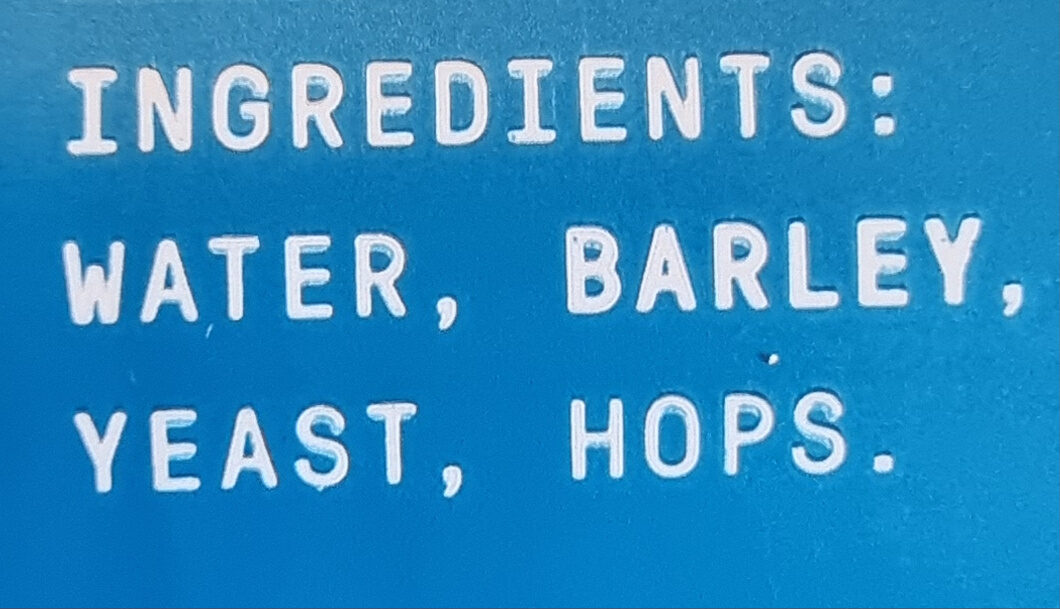 INGREDIENTS:
WATER, BARLEY,
YEAST, HOPS.